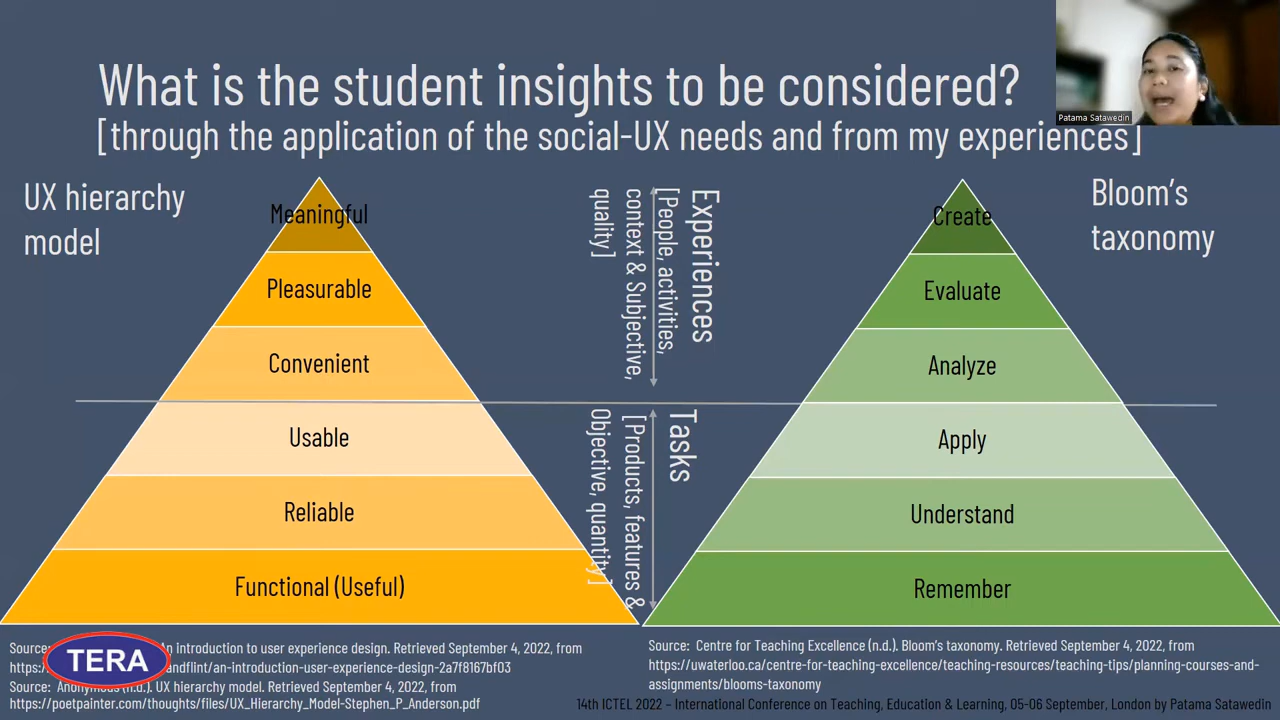 What is the student insights to be considered?
[through the application of the social-UX needs and from my experiences]
Patama Satawedin
UX hierarchy
model
Meaningful
Pleasurable
Convenient
Usable
Reliable
Functional (Useful)
Experiences
[People, activities,
context & Subjective,
quality]
Tasks
[Products, features &
Objective, quantity]
Bloom's
taxonomy
Create
Evaluate
Analyze
Apply
Understand
Remember
Source: An introduction to user experience design. Retrieved September 4, 2022, from
https:// andflint/an-introduction-user-experience-design-2a7f8167bf03
Source: Anonymous (n.d.). UX hierarchy model. Retrieved September 4, 2022, from
https://poetpainter.com/thoughts/files/UX_Hierarchy_Model-Stephen_P_Anderson.pdf
TERA
Source: Centre for Teaching Excellence (n.d.). Bloom's taxonomy. Retrieved September 4, 2022, from
https://uwaterloo.ca/centre-for-teaching-excellence/teaching-resources/teaching-tips/planning-courses-and-
assignments/blooms-taxonomy
14th ICTEL 2022 – International Conference on Teaching, Education & Learning, 05-06 September, London by Patama Satawedin